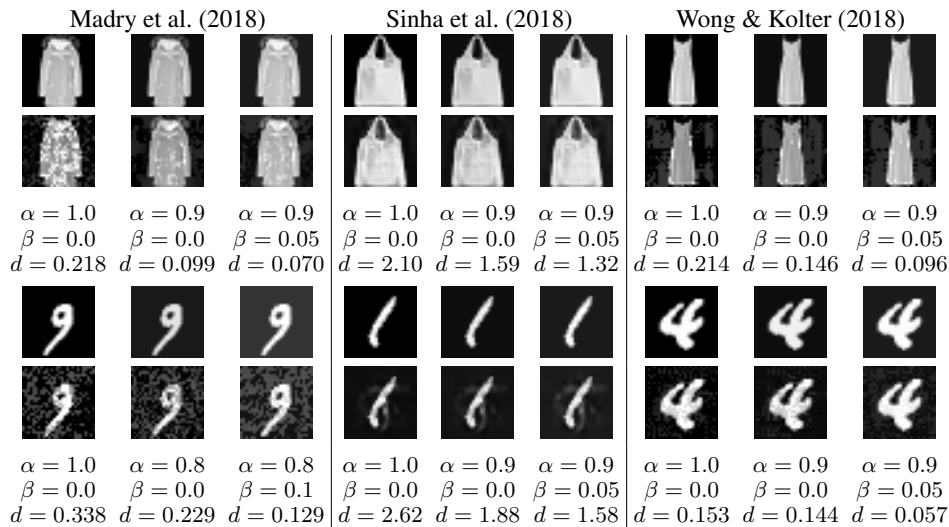 Madry et al. (2018) Sinha et al. (2018) Wong & Kolter (2018)
α = 1.0 α = 0.9 α = 0.9 α = 1.0 α = 0.9 α = 0.9 α = 1.0 α = 0.9 α = 0.9
β = 0.0 β = 0.0 β = 0.05 β = 0.0 β = 0.0 β = 0.05 β = 0.0 β = 0.0 β = 0.05
d = 0.218 d = 0.099 d = 0.070 d = 2.10 d = 1.59 d = 1.32 d = 0.214 d = 0.146 d = 0.096
α = 1.0 α = 0.8 α = 0.8 α = 1.0 α = 0.9 α = 0.9 α = 1.0 α = 0.9 α = 0.9
β = 0.0 β = 0.0 β = 0.1 β = 0.0 β = 0.0 β = 0.05 β = 0.0 β = 0.0 β = 0.05
d = 0.338 d = 0.229 d = 0.129 d = 2.62 d = 1.88 d = 1.58 d = 0.153 d = 0.144 d = 0.057